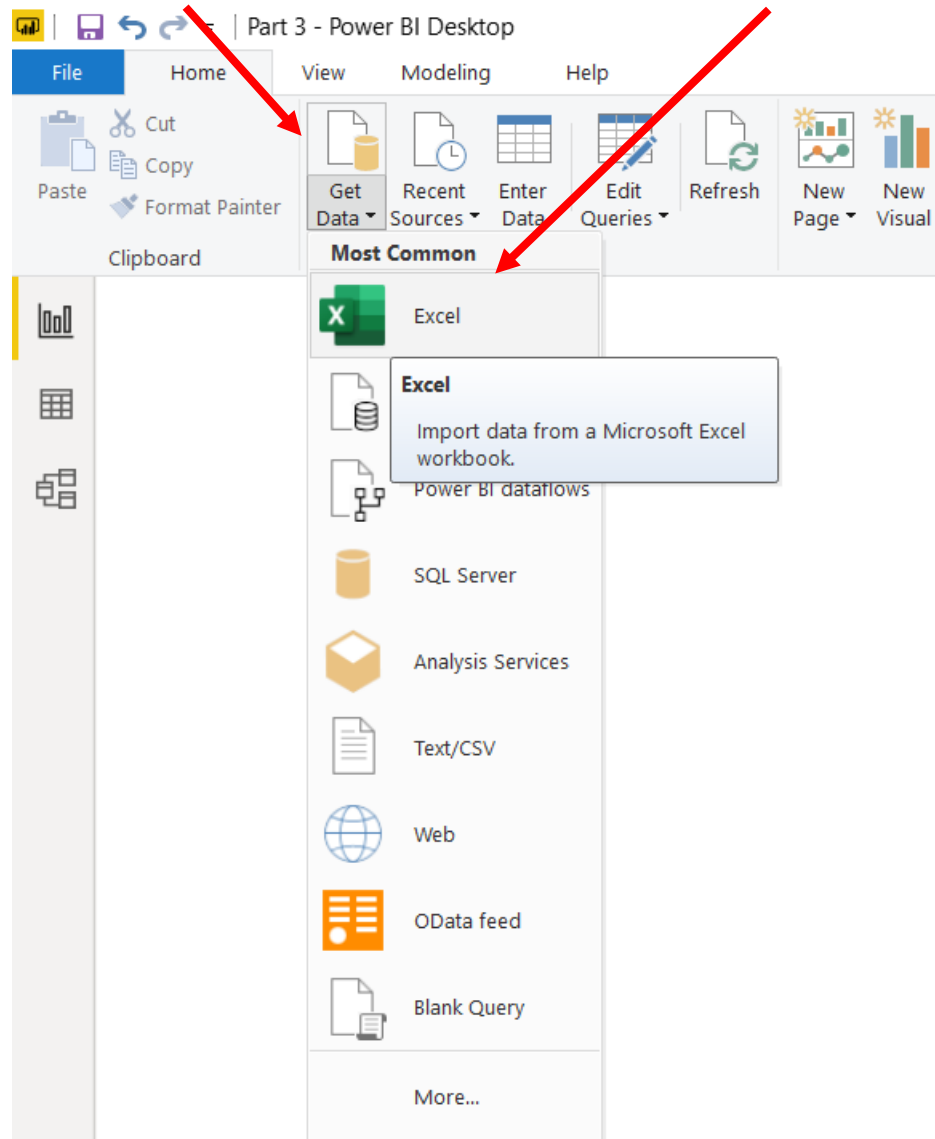 Part 3 - Power BI Desktop
File Home View Modeling Help
Cut
Copy
Format Painter
Paste
Get Data
Recent Sources
Enter Data
Edit Queries
Refresh
New Page
New Visual
Clipboard
Most Common
Excel
Excel
Import data from a Microsoft Excel
workbook.
Power BI dataflows
SQL Server
Analysis Services
Text/CSV
Web
OData feed
Blank Query
More...